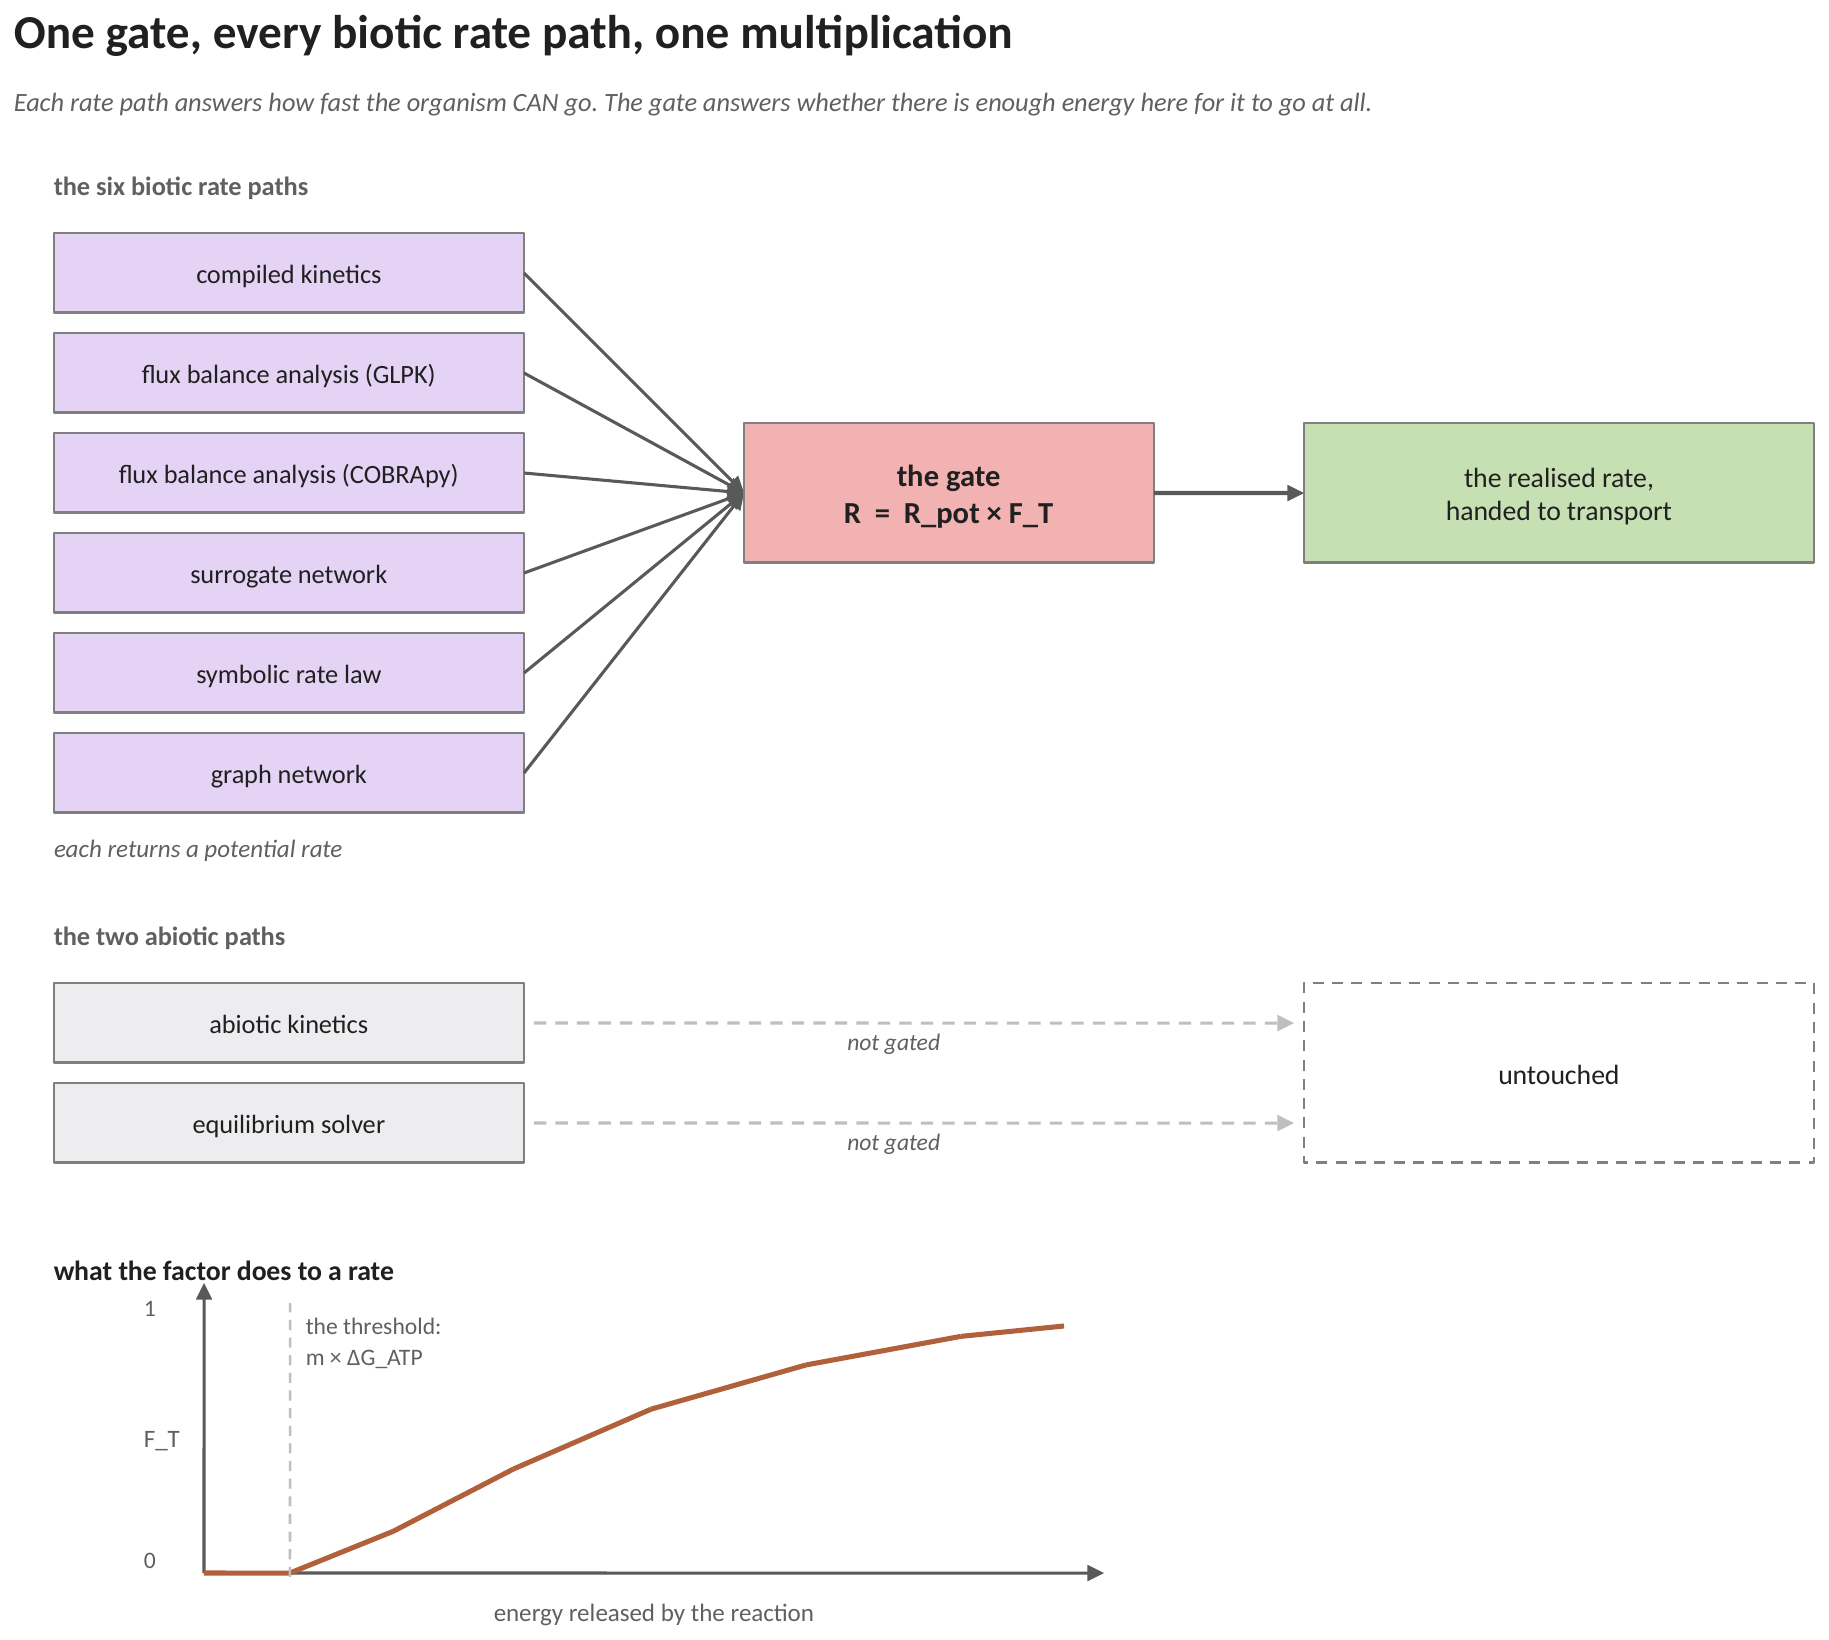 One gate, every biotic rate path, one multiplication
Each rate path answers how fast the organism CAN go. The gate answers whether there is enough energy here for it to go at all.
the six biotic rate paths
compiled kinetics
flux balance analysis (GLPK)
flux balance analysis (COBRApy)
surrogate network
symbolic rate law
graph network
each returns a potential rate
the gate
R = R_pot × F_T
the realised rate,
handed to transport
the two abiotic paths
abiotic kinetics
not gated
equilibrium solver
not gated
untouched
what the factor does to a rate
1
the threshold:
m × ΔG_ATP
F_T
0
energy released by the reaction